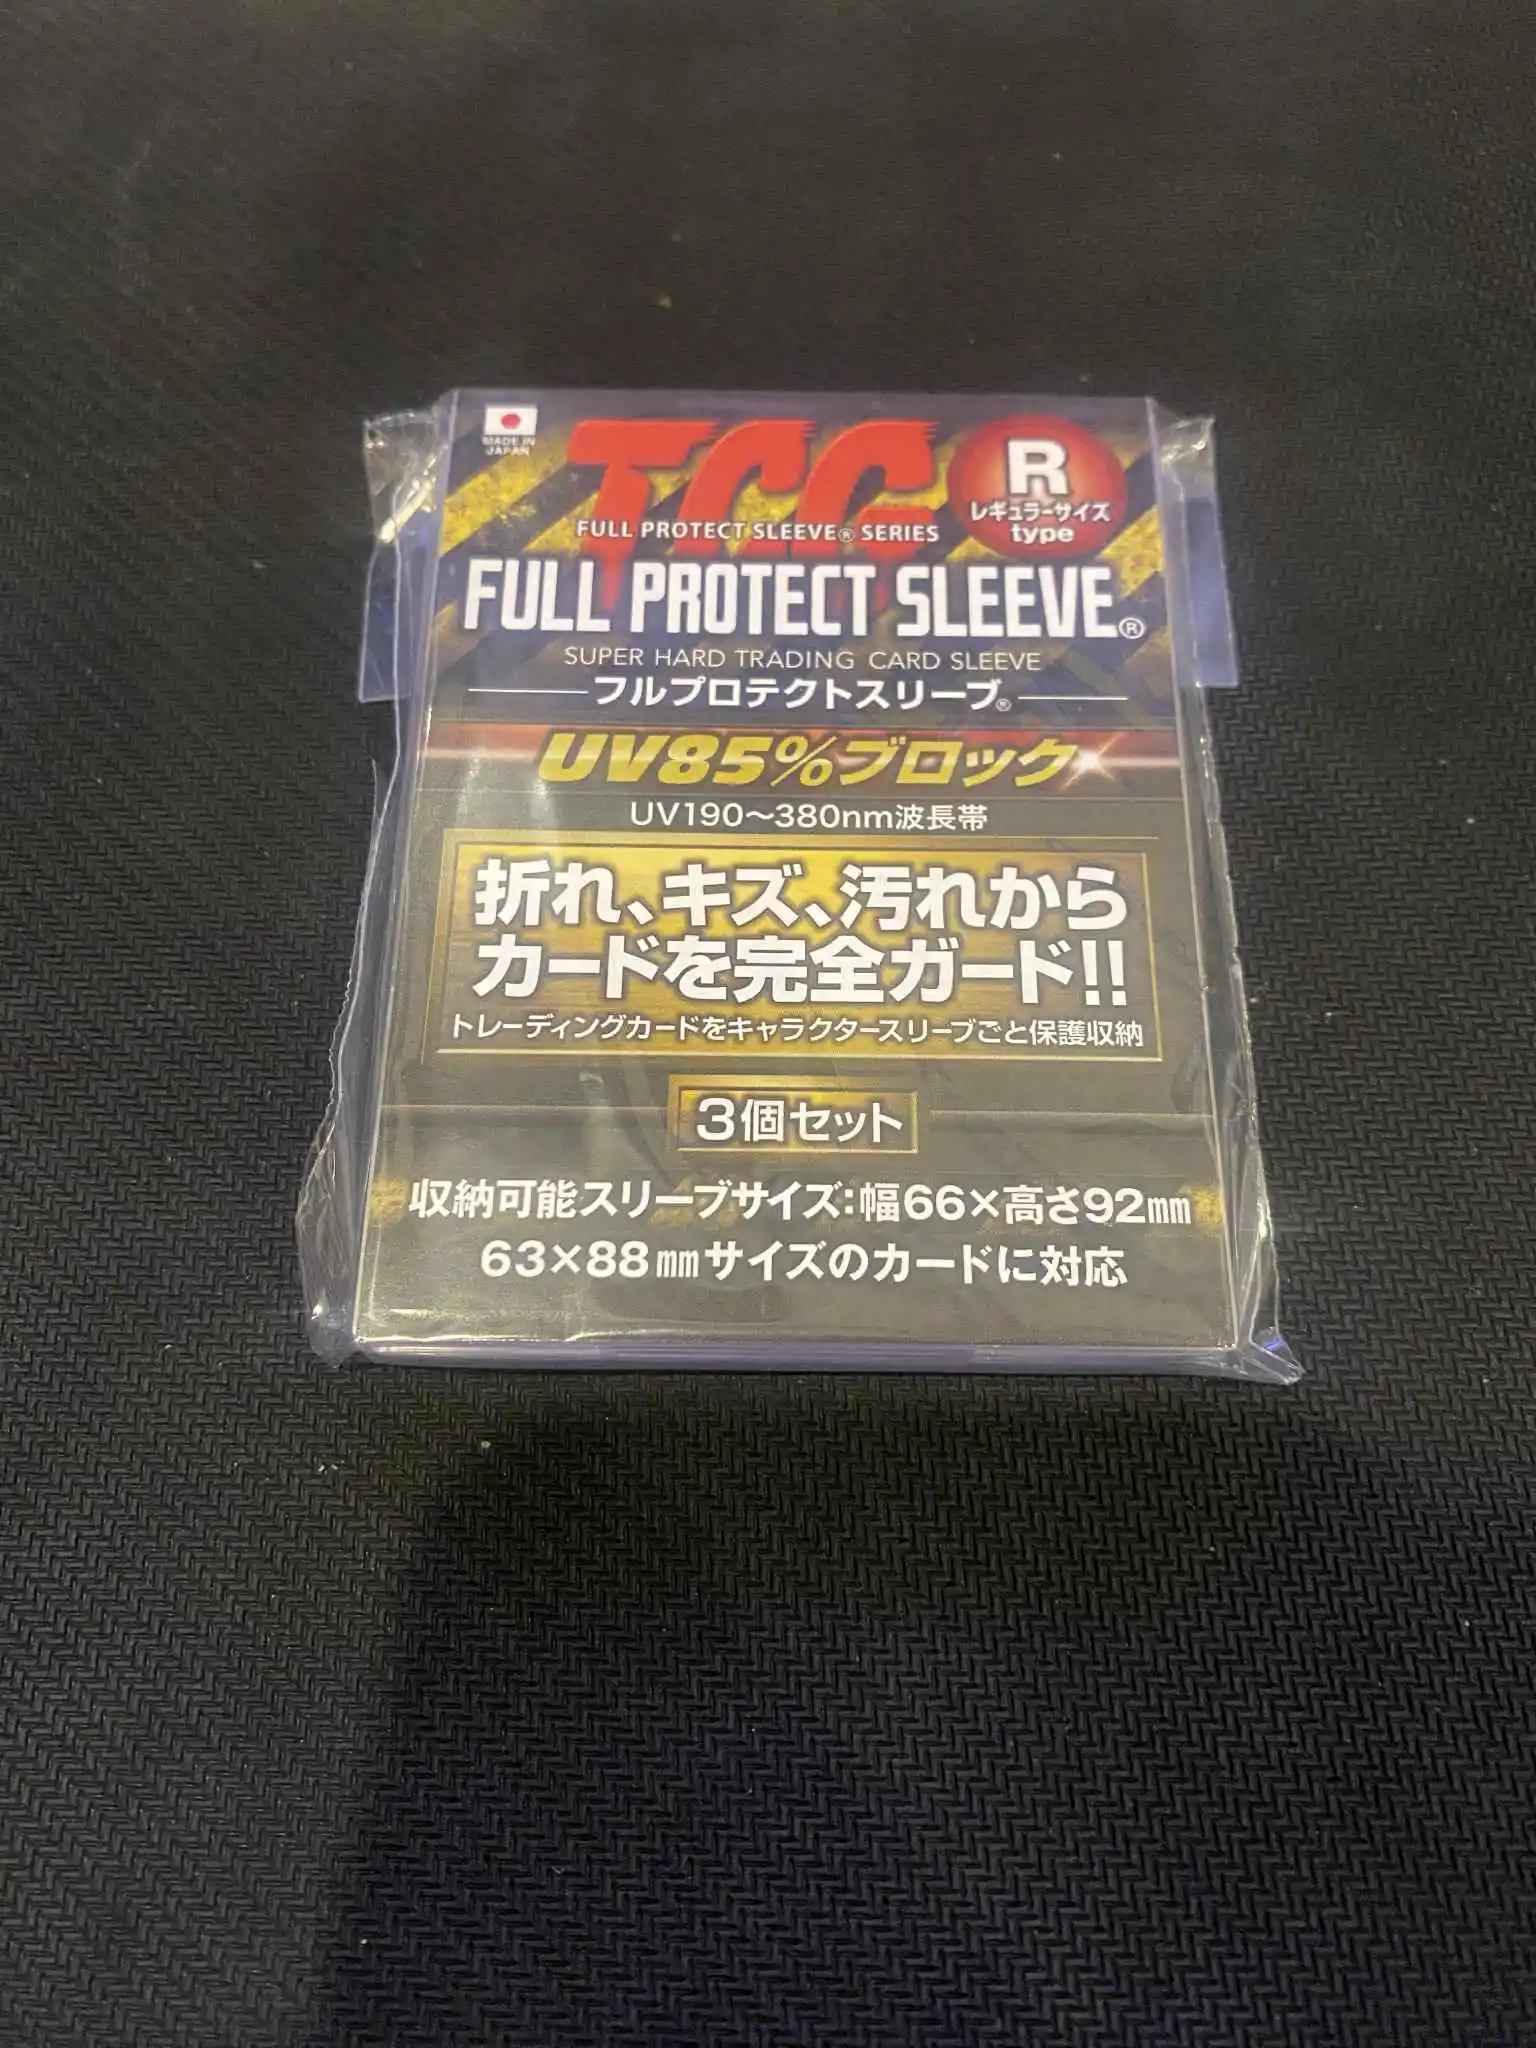 MADE IN
JAPAN
TCG
FULL PROTECT SLEEVE® SERIES
R
レギュラーサイズ
type
FULL PROTECT SLEEVE®
SUPER HARD TRADING CARD SLEEVE
フルプロテクトスリーブ®
UV85%ブロック
UV190〜380nm波長帯
折れ、キズ、汚れから
カードを完全ガード!!
トレーディングカードをキャラクタースリーブごと保護収納
3個セット
収納可能スリーブサイズ:幅66×高さ92㎜
63×88㎜サイズのカードに対応